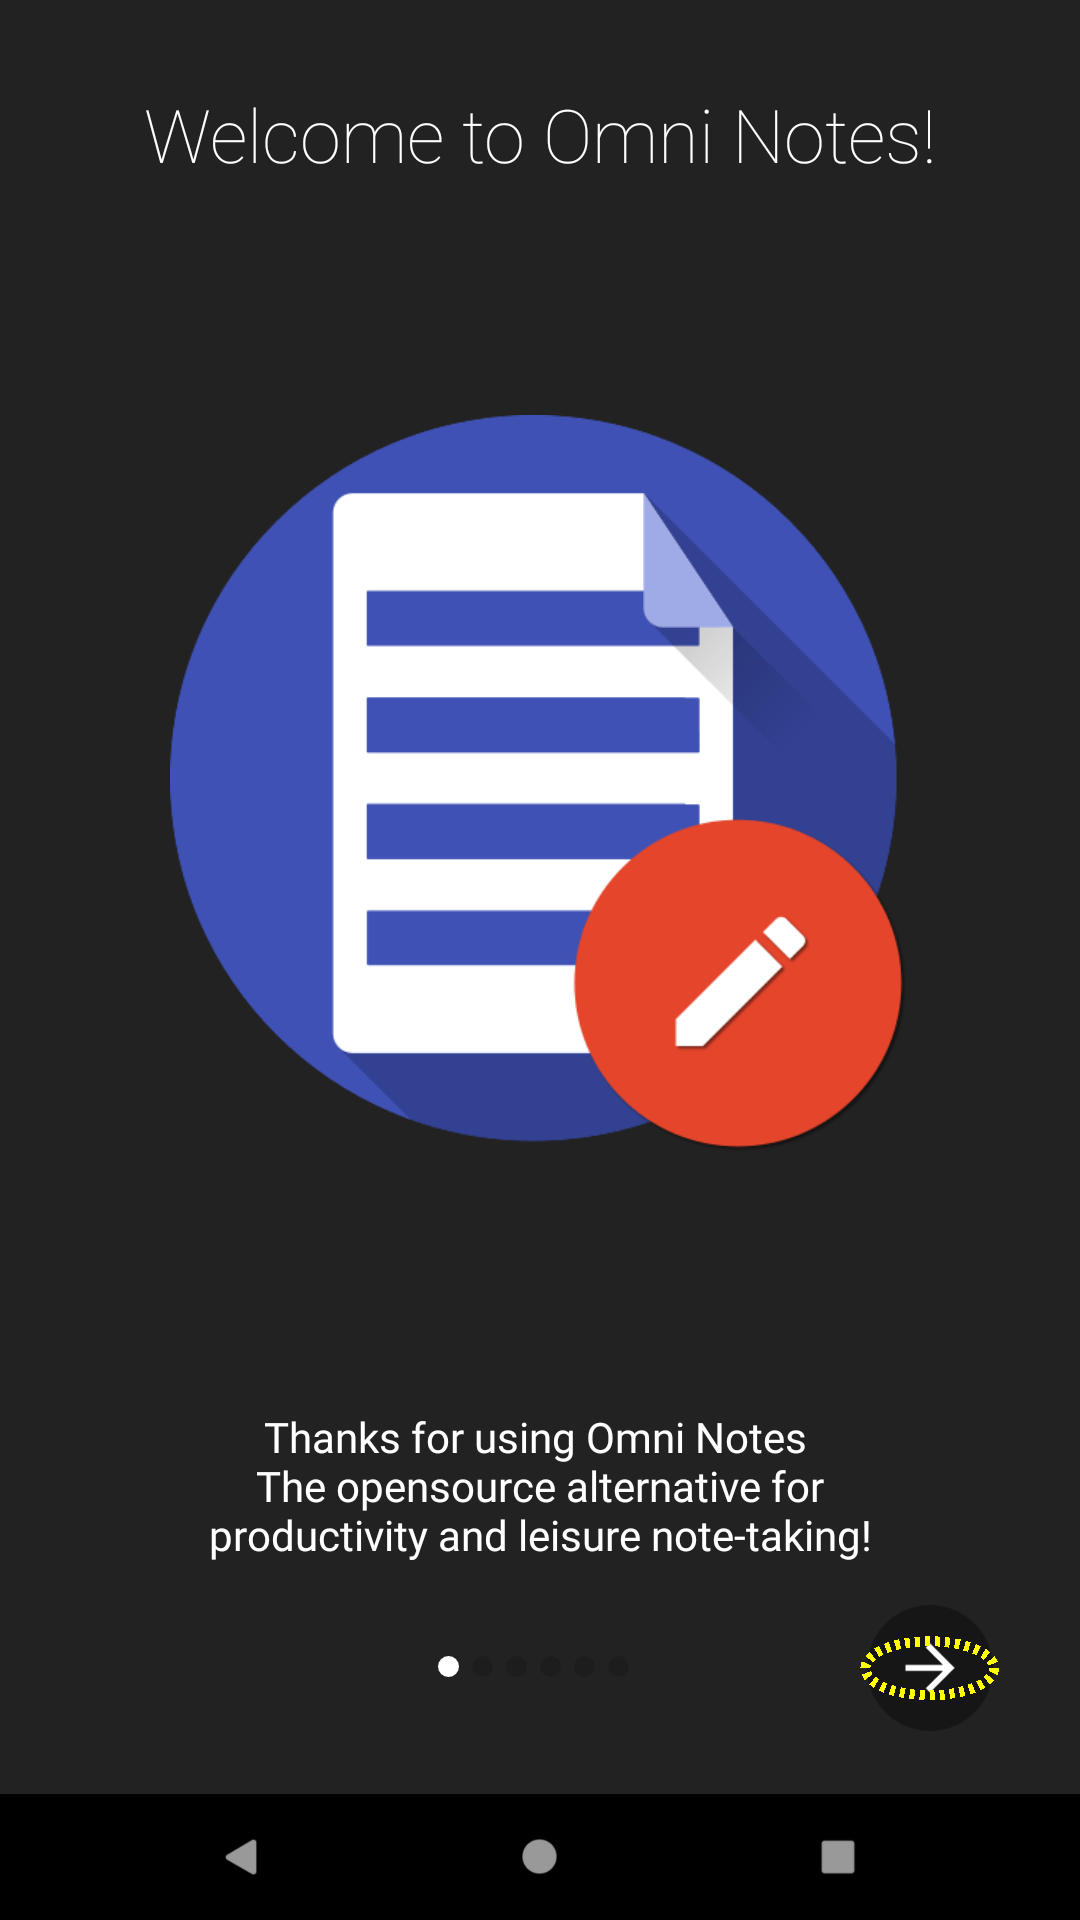 Welcome to Omni Notes!
Thanks for using Omni Notes
The opensource alternative for
productivity and leisure note-taking!